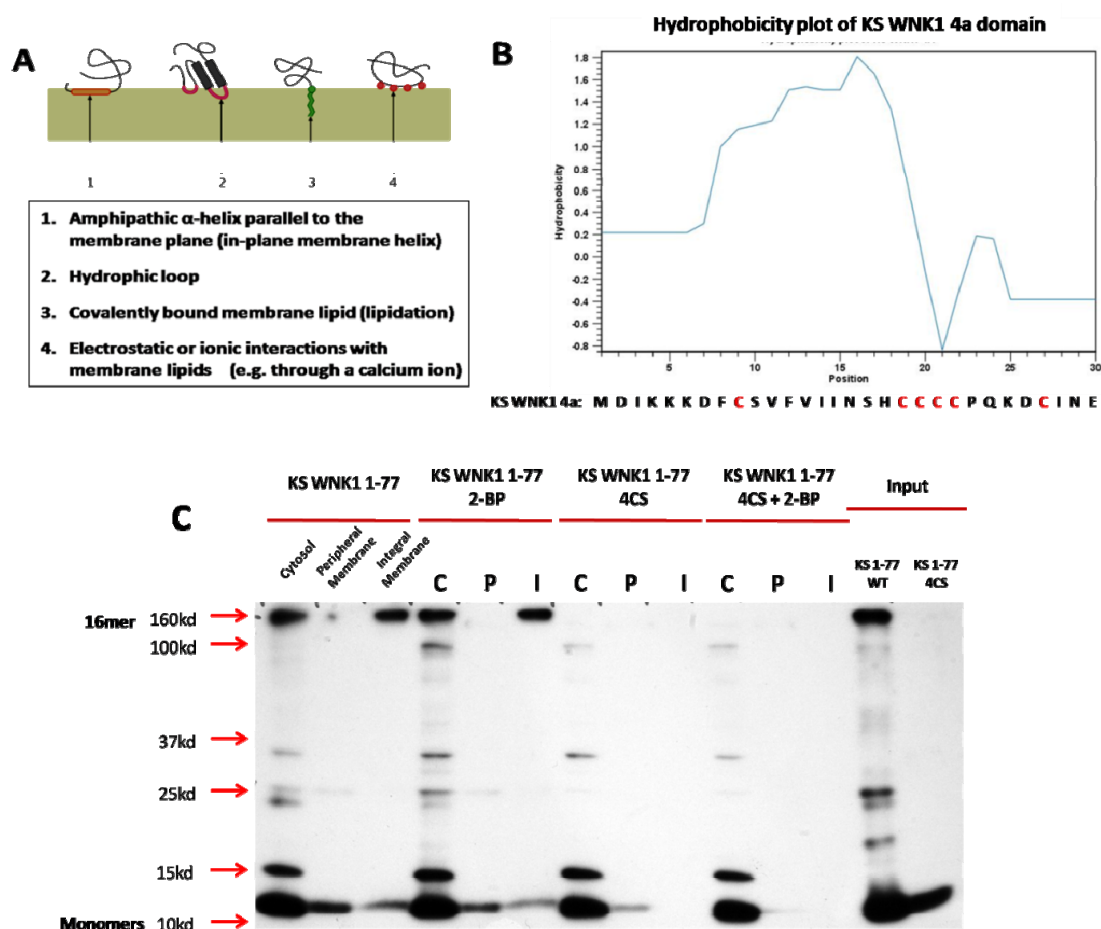 A
1 2 3 4
1. Amphipathic α-helix parallel to the
membrane plane (in-plane membrane helix)
2. Hydrophic loop
3. Covalently bound membrane lipid (lipidation)
4. Electrostatic or ionic interactions with
membrane lipids (e.g. through a calcium ion)
B
Hydrophobicity plot of KS WNK1 4a domain
Hydrophobicity
1.8
1.6
1.4
1.2
1.0
0.8
0.6
0.4
0.2
0.0
-0.2
-0.4
-0.6
-0.8
5 10 15 20 25 30
Position
KS WNK1 4a: M D I K K K D F C S V F V I I N S H C C C C P Q K D C I N E
C
KS WNK1 1-77
KS WNK1 1-77
2-BP
KS WNK1 1-77
4CS
KS WNK1 1-77
4CS + 2-BP
Input
Cytosol
Peripheral
Membrane
Integral
Membrane
C P I C P I C P I
KS 1-77
WT
KS 1-77
4CS
16mer 160kd
100kd
37kd
25kd
15kd
Monomers 10kd